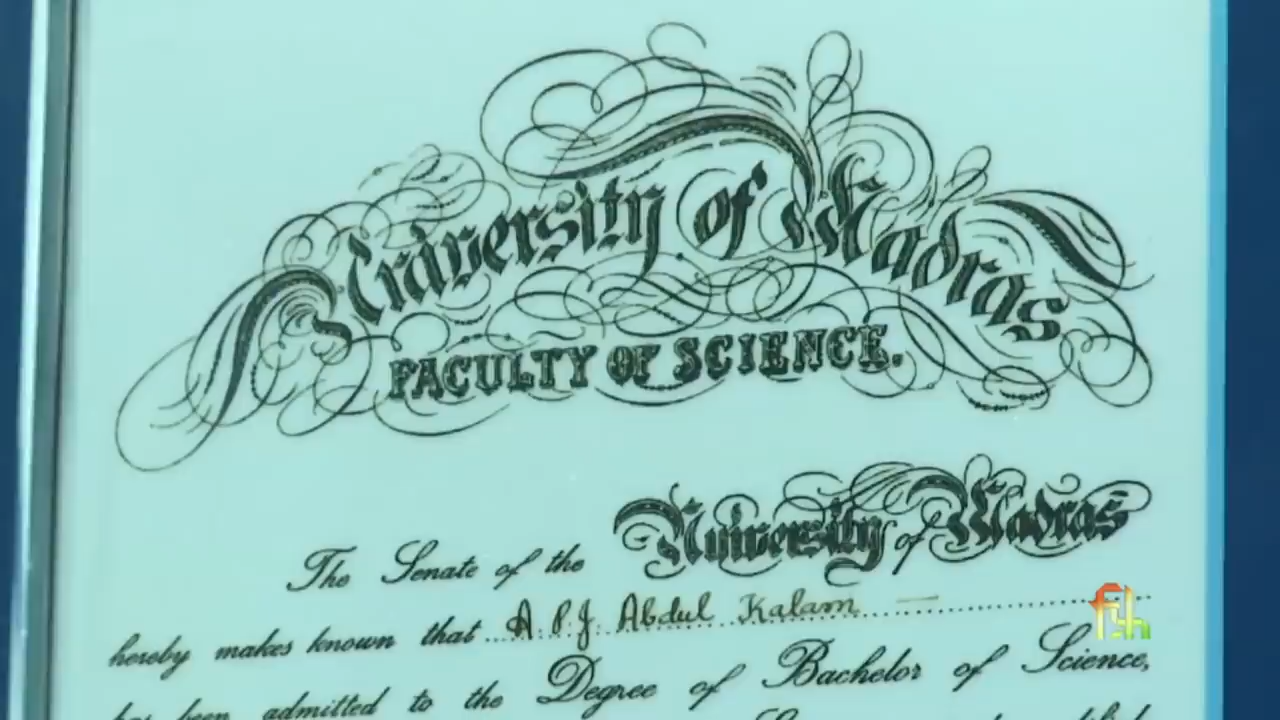 University of Madras
FACULTY OF SCIENCE.
The Senate of the University of Madras
hereby makes known that A.P.J. Abdul Kalam
has been admitted to the Degree of Bachelor of Science,